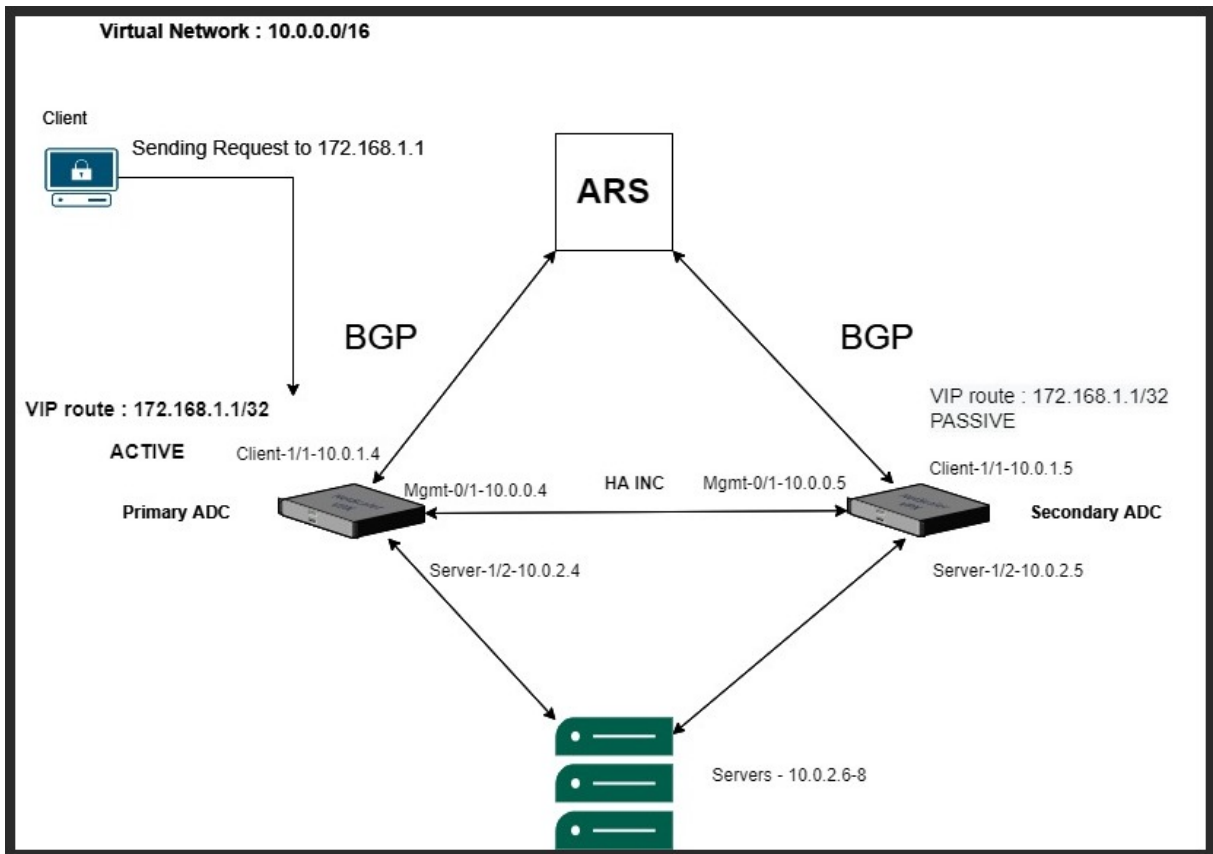 Virtual Network : 10.0.0.0/16
Client
Sending Request to 172.168.1.1
ARS
BGP
BGP
VIP route : 172.168.1.1/32
ACTIVE
Client-1/1-10.0.1.4
VIP route : 172.168.1.1/32
PASSIVE
Client-1/1-10.0.1.5
Mgmt-0/1-10.0.0.4
HA INC
Mgmt-0/1-10.0.0.5
Primary ADC
Secondary ADC
Server-1/2-10.0.2.4
Server-1/2-10.0.2.5
Servers - 10.0.2.6-8